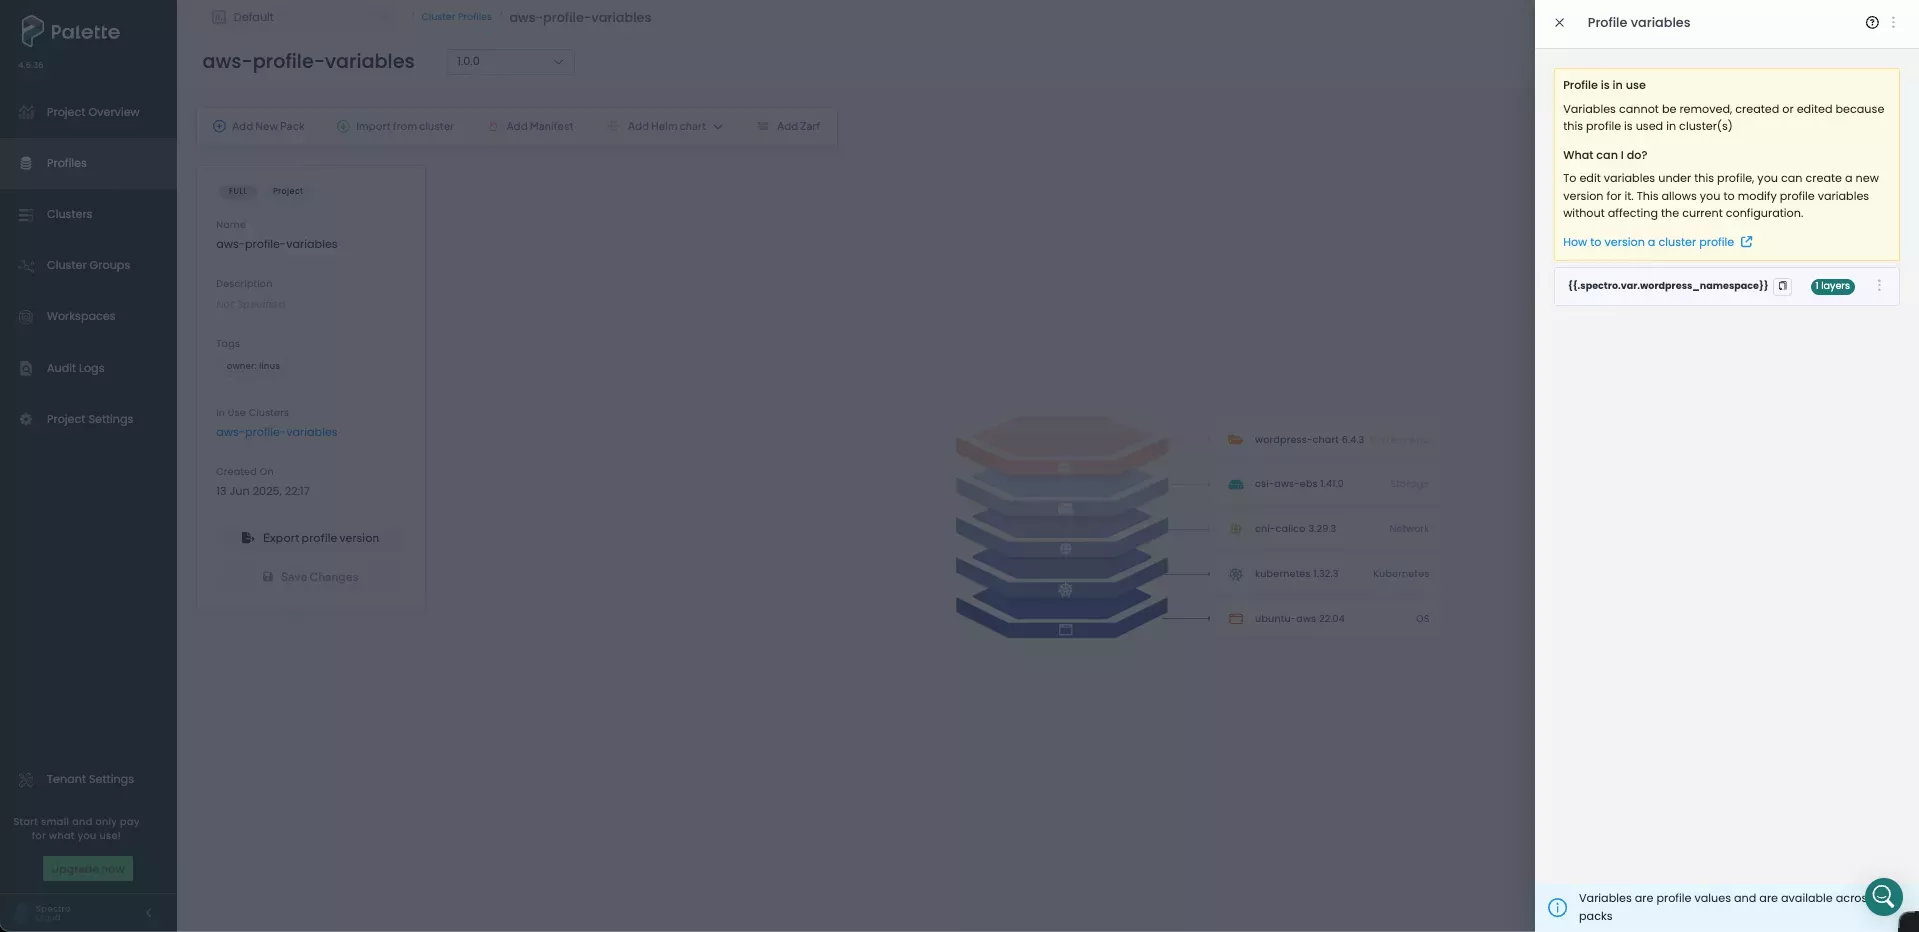 Palette
4.6.35
Project Overview
Profiles
Clusters
Cluster Groups
Workspaces
Audit Logs
Project Settings
Tenant Settings
Start small and only pay
for what you use!
Upgrade now
Spectro
Cloud
Default
/ Cluster Profiles / aws-profile-variables
aws-profile-variables
1.0.0
Add New Pack
Import from cluster
Add Manifest
Add Helm chart
Add Zarf
FULL
Project
Name
aws-profile-variables
Description
Not Specified
Tags
owner: linus
In Use Clusters
aws-profile-variables
Created On
13 Jun 2025, 22:17
Export profile version
Save Changes
wordpress-chart 6.4.3
csi-aws-ebs 1.41.0 Storage
cni-calico 3.29.3 Network
kubernetes 1.32.3 Kubernetes
ubuntu-aws 22.04 OS
Profile variables
Profile is in use
Variables cannot be removed, created or edited because
this profile is used in cluster(s)
What can I do?
To edit variables under this profile, you can create a new
version for it. This allows you to modify profile variables
without affecting the current configuration.
How to version a cluster profile
{{.spectro.var.wordpress_namespace}}
1 layers
Variables are profile values and are available acros
packs